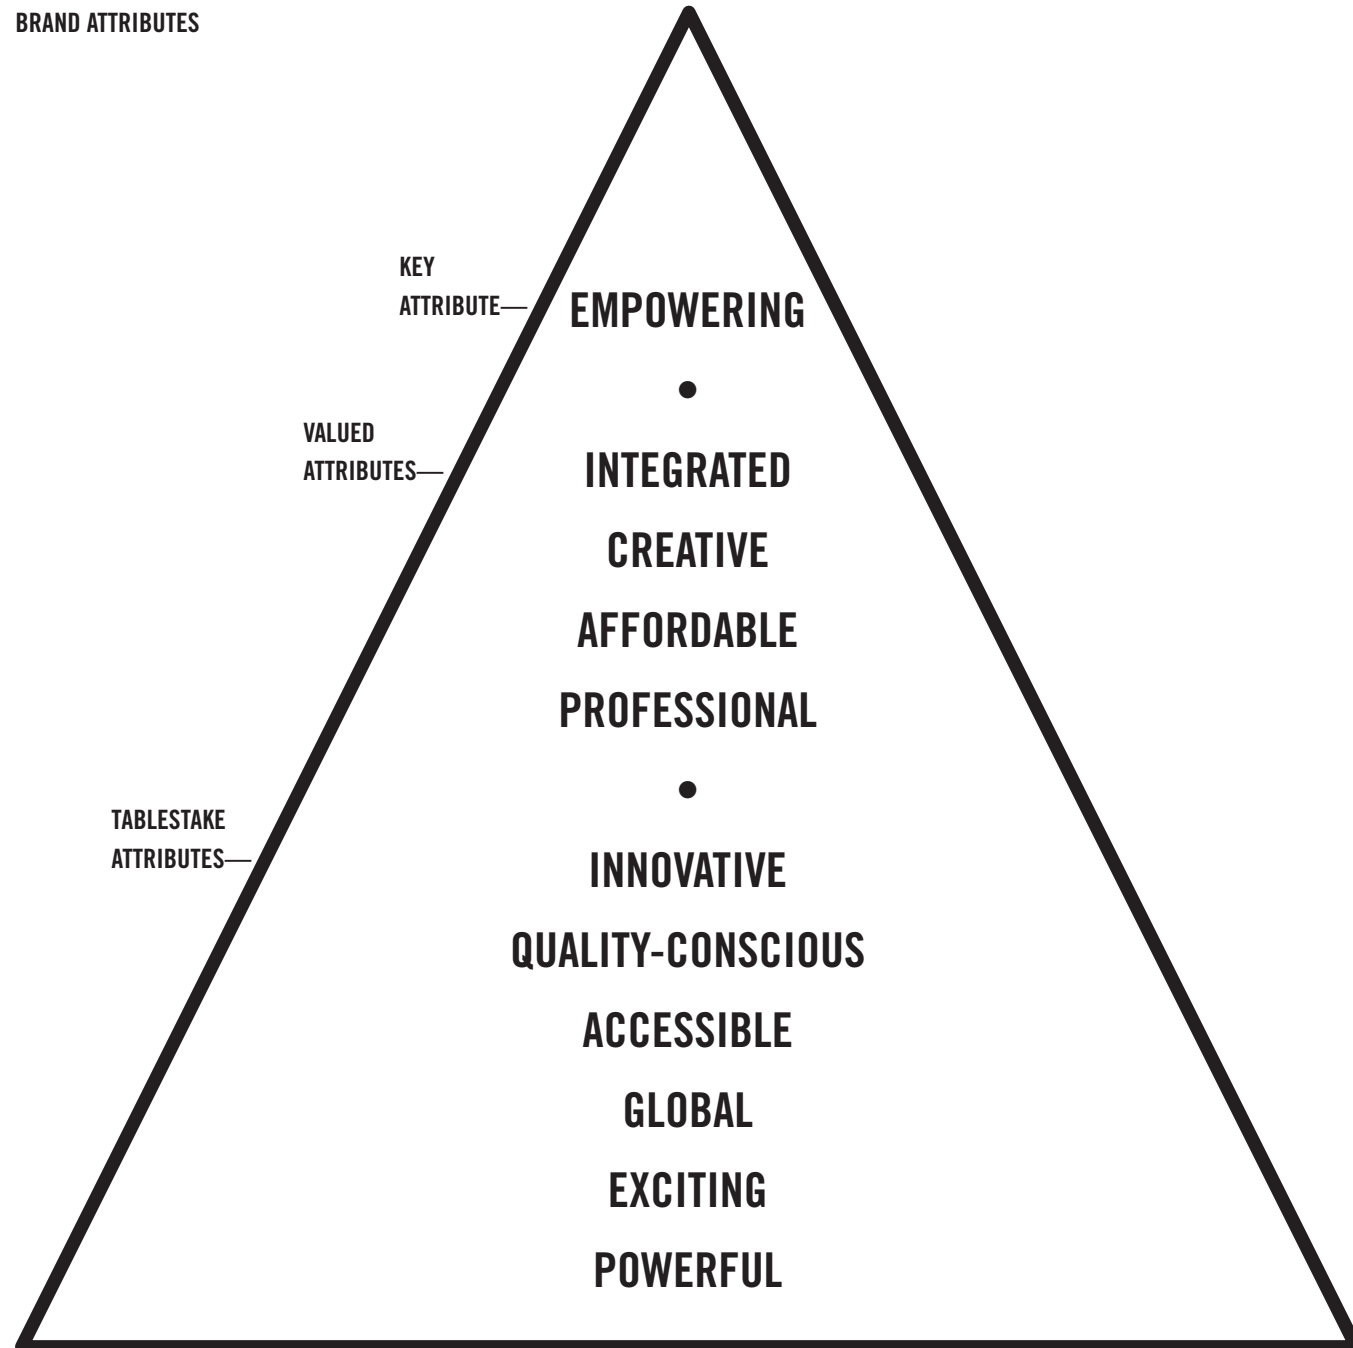 BRAND ATTRIBUTES
KEY
ATTRIBUTE—
EMPOWERING
•
VALUED
ATTRIBUTES—
INTEGRATED
CREATIVE
AFFORDABLE
PROFESSIONAL
•
TABLESTAKE
ATTRIBUTES—
INNOVATIVE
QUALITY-CONSCIOUS
ACCESSIBLE
GLOBAL
EXCITING
POWERFUL